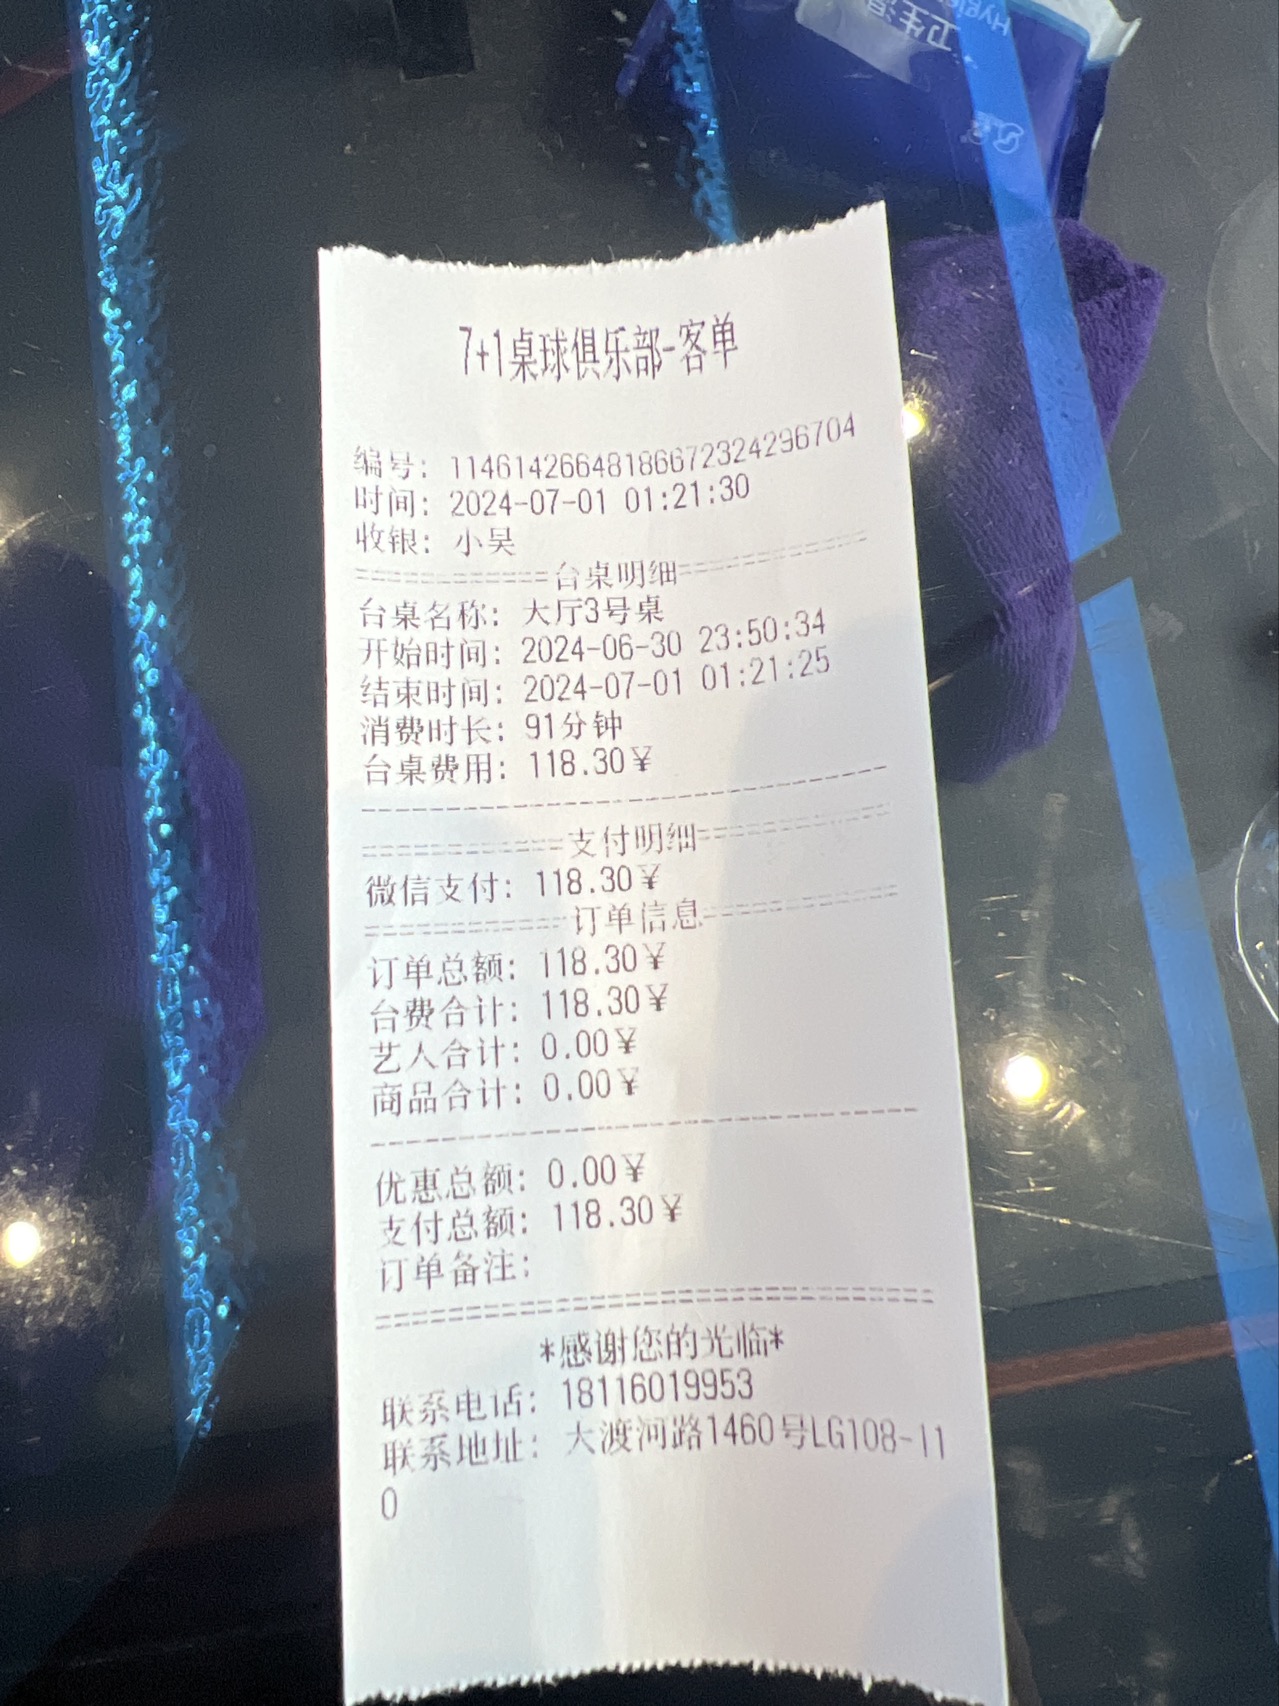 卫生湿
Hygie
7+1桌球俱乐部-客单
编号: 1146142664818667232429​6704
时间: 2024-07-01 01:21:30
收银: 小吴
============台桌明细============
台桌名称: 大厅3号桌
开始时间: 2024-06-30 23:50:34
结束时间: 2024-07-01 01:21:25
消费时长: 91分钟
台桌费用: 118.30¥
--------------------------------
============支付明细============
微信支付: 118.30¥
============订单信息============
订单总额: 118.30¥
台费合计: 118.30¥
艺人合计: 0.00¥
商品合计: 0.00¥
--------------------------------
优惠总额: 0.00¥
支付总额: 118.30¥
订单备注:
================================
*感谢您的光临*
联系电话: 18116019953
联系地址: 大渡河路1460号LG108-11
0